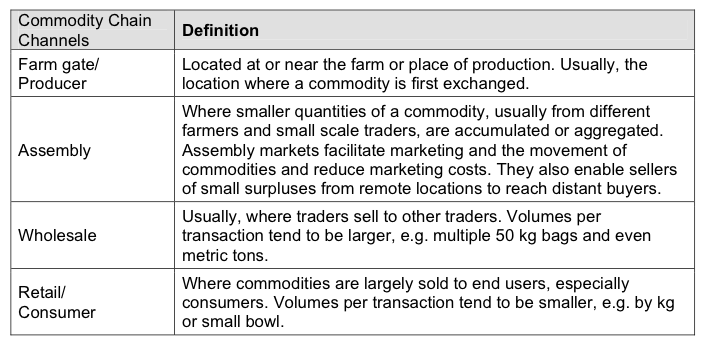 Commodity Chain
Channels
Definition
Farm gate/
Producer
Located at or near the farm or place of production. Usually, the
location where a commodity is first exchanged.
Assembly
Where smaller quantities of a commodity, usually from different
farmers and small scale traders, are accumulated or aggregated.
Assembly markets facilitate marketing and the movement of
commodities and reduce marketing costs. They also enable sellers
of small surpluses from remote locations to reach distant buyers.
Wholesale
Usually, where traders sell to other traders. Volumes per
transaction tend to be larger, e.g. multiple 50 kg bags and even
metric tons.
Retail/
Consumer
Where commodities are largely sold to end users, especially
consumers. Volumes per transaction tend to be smaller, e.g. by kg
or small bowl.